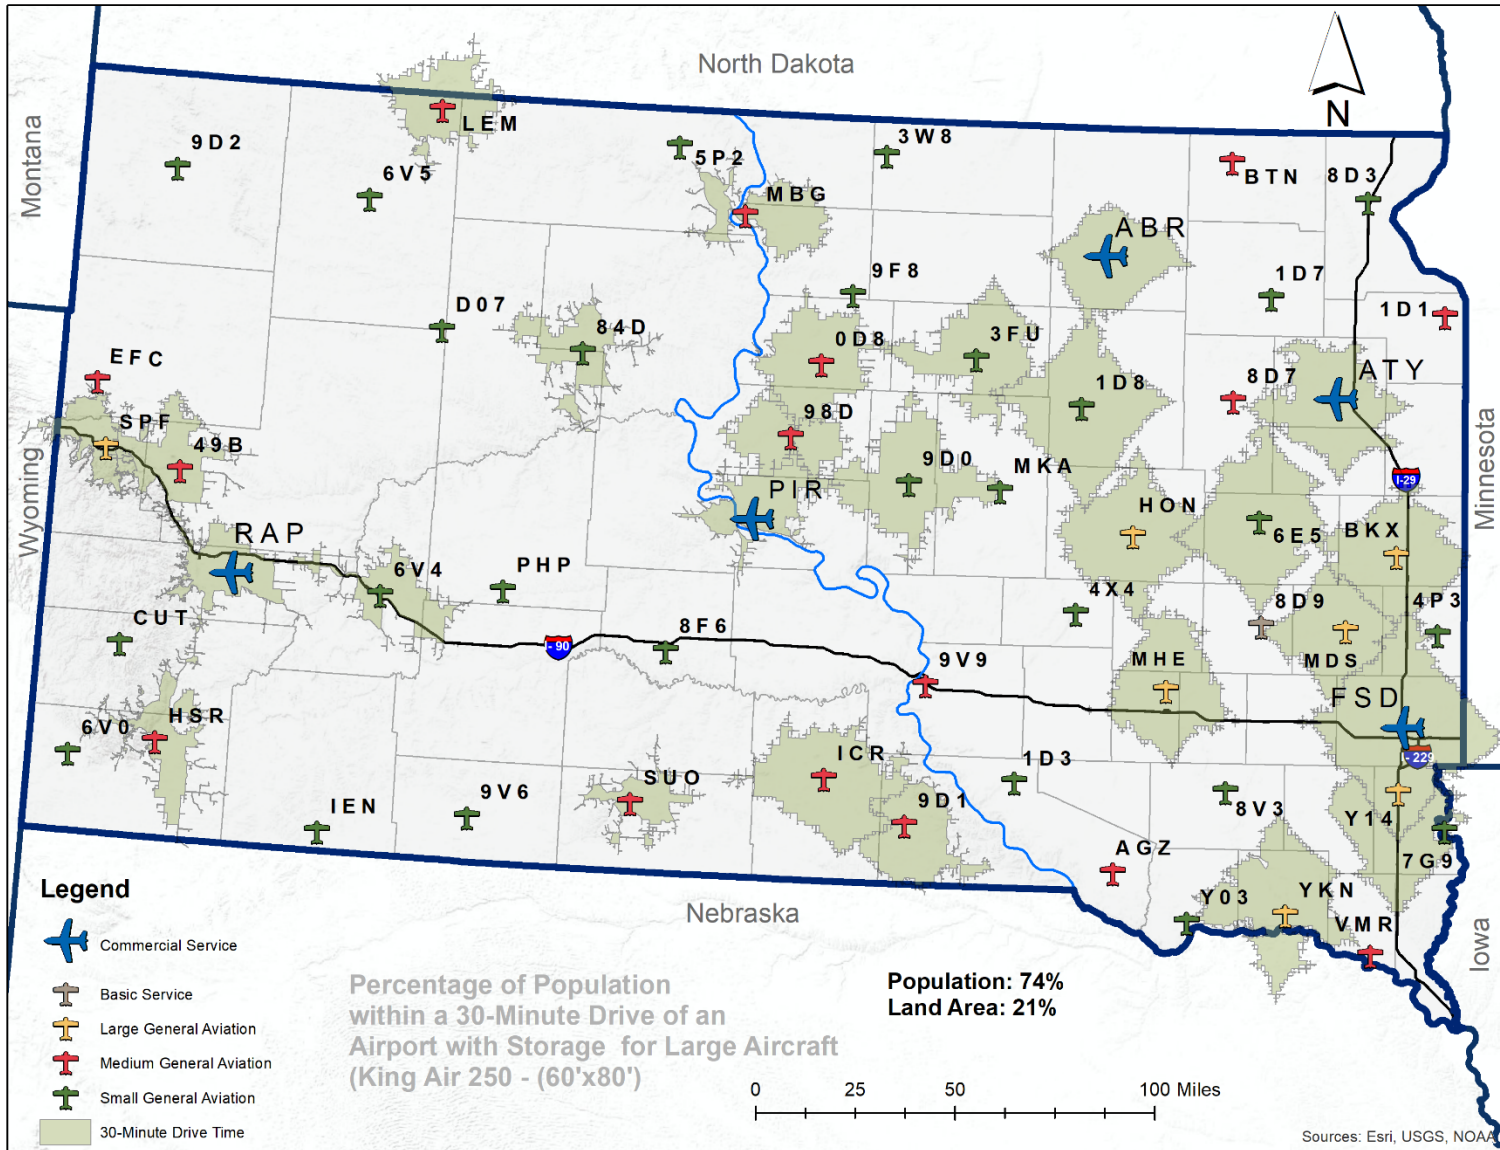 North Dakota
Montana
N
9D2
LEM
6V5
5P2
3W8
BTN
8D3
MBG
ABR
9F8
1D7
1D1
D07
84D
0D8
3FU
EFC
8D7
ATY
1D8
SPF
98D
49B
9D0
MKA
PIR
I-29
Minnesota
Wyoming
HON
RAP
6E5
BKX
6V4
PHP
4X4
8D9
4P3
CUT
8F6
I-90
9V9
MHE
MDS
FSD
HSR
6V0
ICR
I-229
1D3
SUO
9V6
9D1
IEN
8V3
Y14
AGZ
7G9
Y03
YKN
VMR
Nebraska
Iowa
Legend
Commercial Service
Basic Service
Large General Aviation
Medium General Aviation
Small General Aviation
30-Minute Drive Time
Percentage of Population
within a 30-Minute Drive of an
Airport with Storage for Large Aircraft
(King Air 250 - (60'x80')
Population: 74%
Land Area: 21%
0 25 50 100 Miles
Sources: Esri, USGS, NOAA